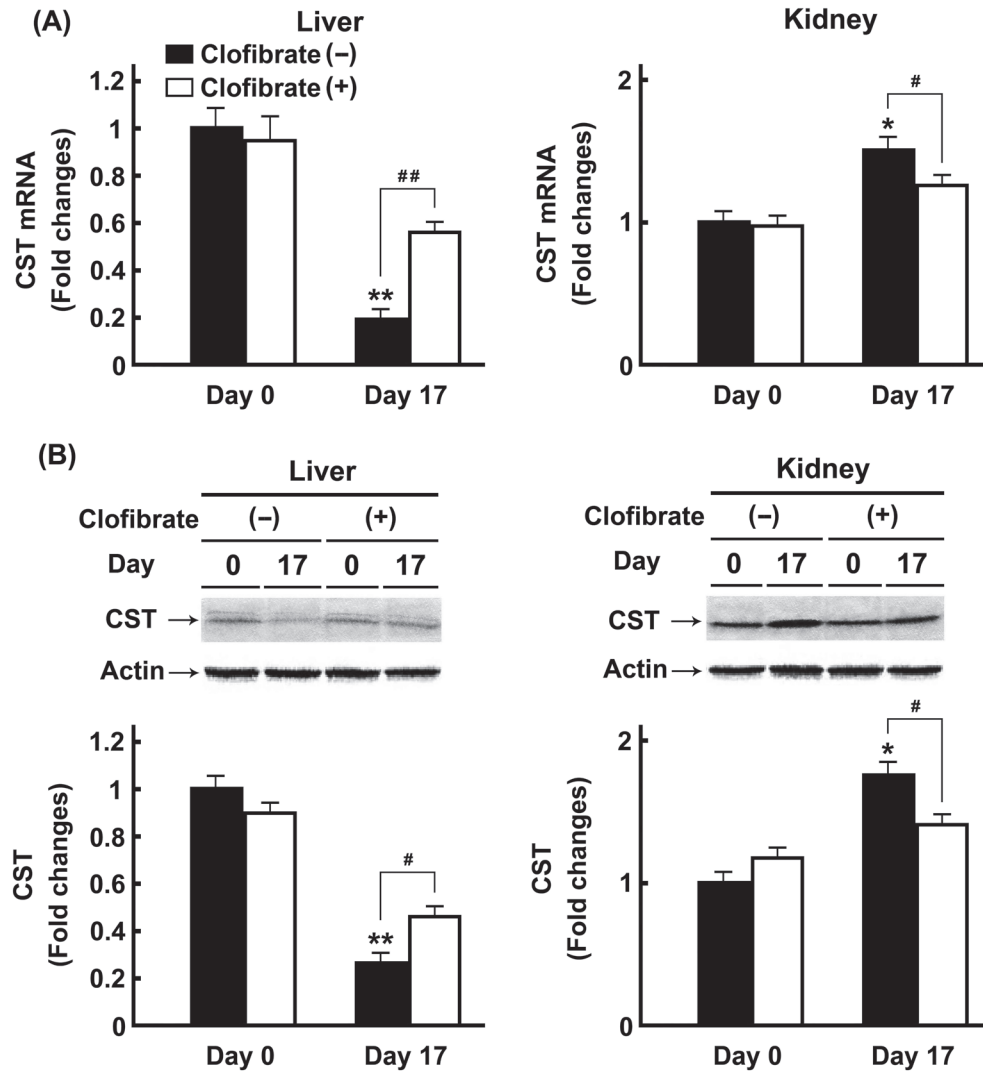 (A)
Liver
Clofibrate (–)
Clofibrate (+)
CST mRNA
(Fold changes)
1.2
1
0.8
0.6
0.4
0.2
0
**
##
Day 0 Day 17
Kidney
CST mRNA
(Fold changes)
2
1
0
*
#
Day 0 Day 17
(B)
Liver
Clofibrate (–) (+)
Day 0 17 0 17
CST
Actin
CST
(Fold changes)
1.2
1
0.8
0.6
0.4
0.2
0
**
#
Day 0 Day 17
Kidney
Clofibrate (–) (+)
Day 0 17 0 17
CST
Actin
CST
(Fold changes)
2
1
0
*
#
Day 0 Day 17